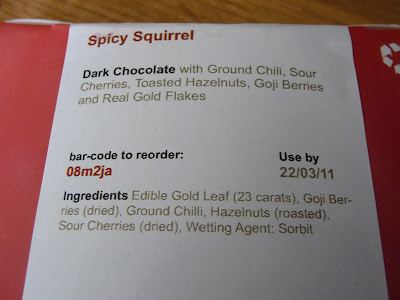 Spicy Squirrel
Dark Chocolate with Ground Chili, Sour
Cherries, Toasted Hazelnuts, Goji Berries
and Real Gold Flakes
bar-code to reorder:
08m2ja
Use by
22/03/11
Ingredients Edible Gold Leaf (23 carats), Goji Ber-
ries (dried), Ground Chilli, Hazelnuts (roasted),
Sour Cherries (dried), Wetting Agent: Sorbit